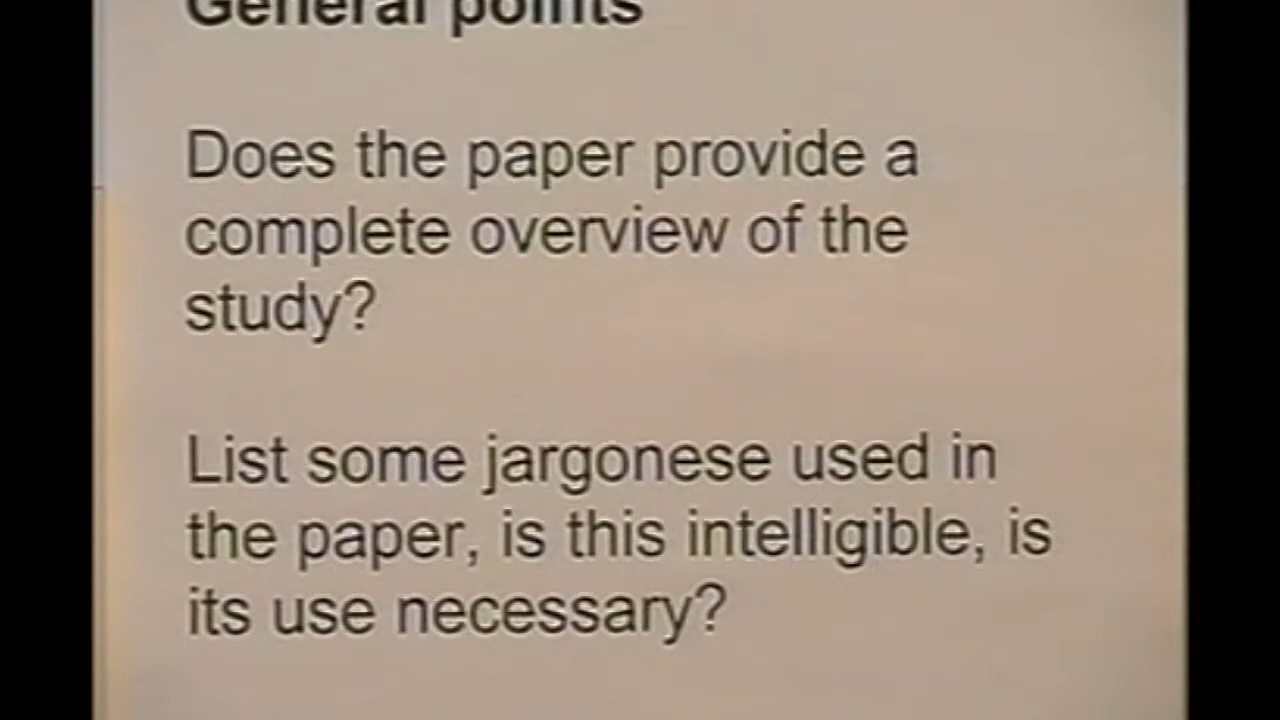 General points
Does the paper provide a
complete overview of the
study?
List some jargonese used in
the paper, is this intelligible, is
its use necessary?